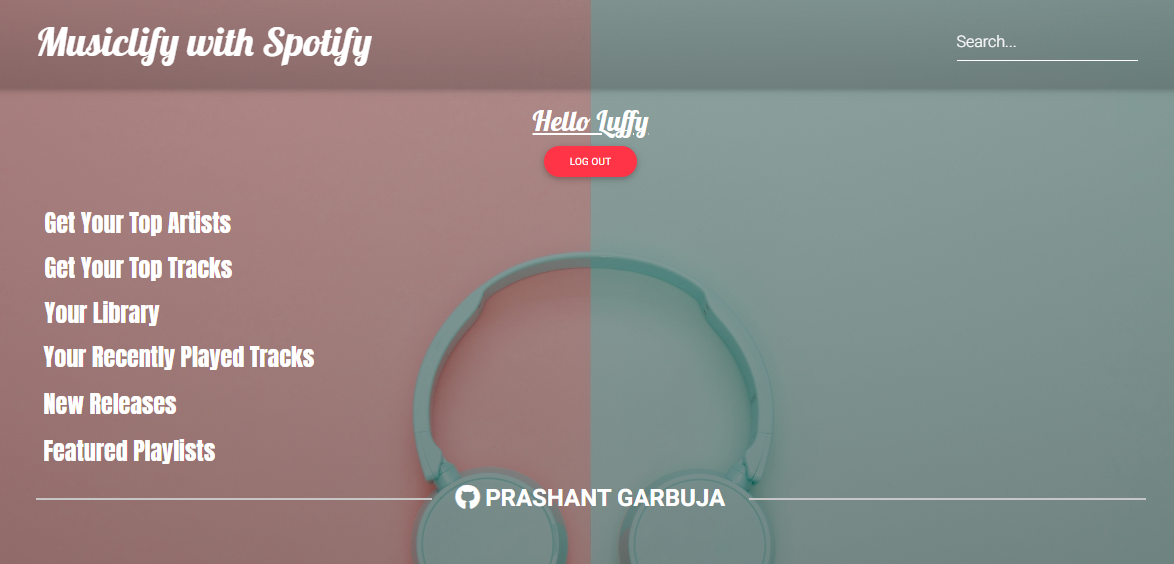 Musiclify with Spotify
Search...
Hello Luffy
LOG OUT
Get Your Top Artists
Get Your Top Tracks
Your Library
Your Recently Played Tracks
New Releases
Featured Playlists
PRASHANT GARBUJA